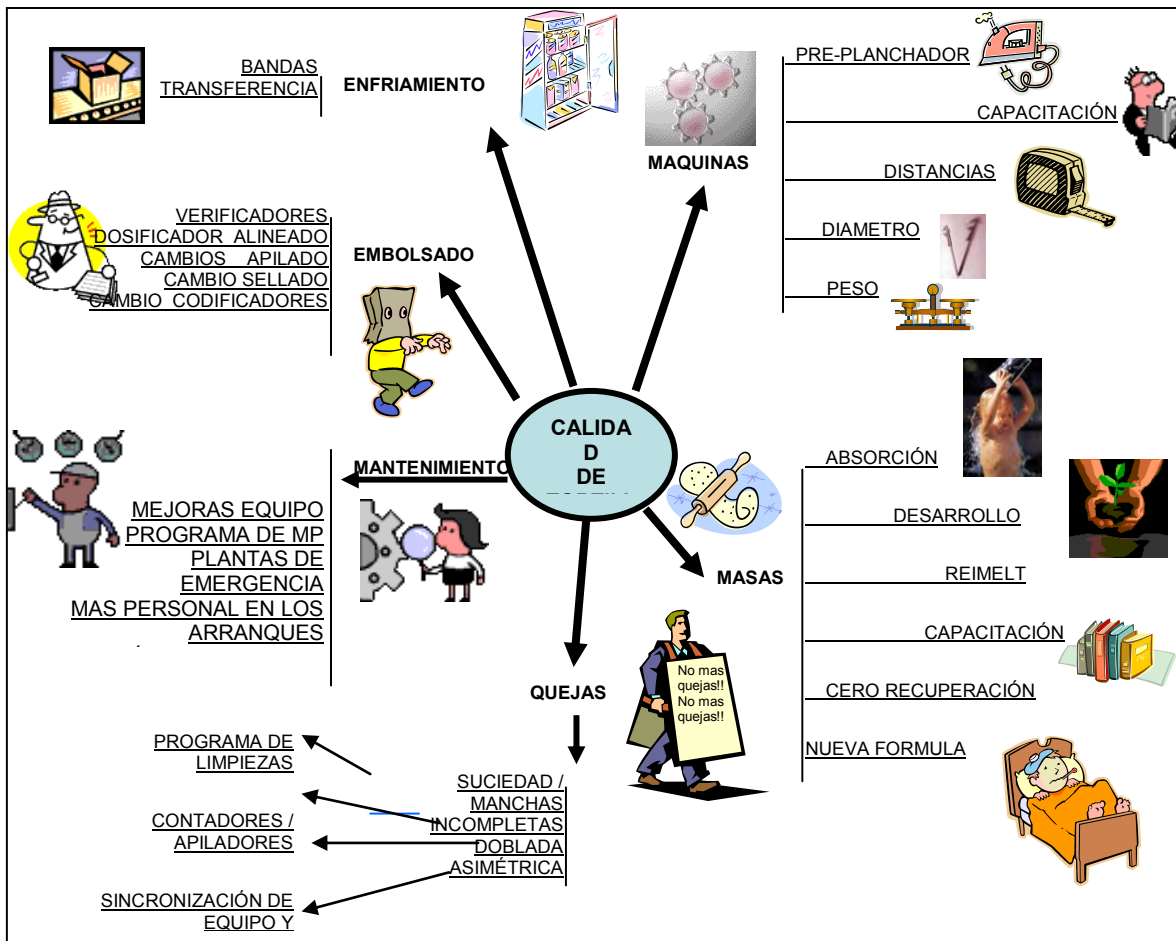 BANDAS
TRANSFERENCIA
ENFRIAMIENTO
MAQUINAS
PRE-PLANCHADOR
CAPACITACIÓN
DISTANCIAS
DIAMETRO
PESO
VERIFICADORES
DOSIFICADOR ALINEADO
CAMBIOS APILADO
CAMBIO SELLADO
CAMBIO CODIFICADORES
EMBOLSADO
CALIDA
D
DE
MANTENIMIENTO
MEJORAS EQUIPO
PROGRAMA DE MP
PLANTAS DE
EMERGENCIA
MAS PERSONAL EN LOS
ARRANQUES
MASAS
ABSORCIÓN
DESARROLLO
REIMELT
CAPACITACIÓN
CERO RECUPERACIÓN
NUEVA FORMULA
No mas
quejas!!
No mas
quejas!!
QUEJAS
SUCIEDAD /
MANCHAS
INCOMPLETAS
DOBLADA
ASIMÉTRICA
PROGRAMA DE
LIMPIEZAS
CONTADORES /
APILADORES
SINCRONIZACIÓN DE
EQUIPO Y